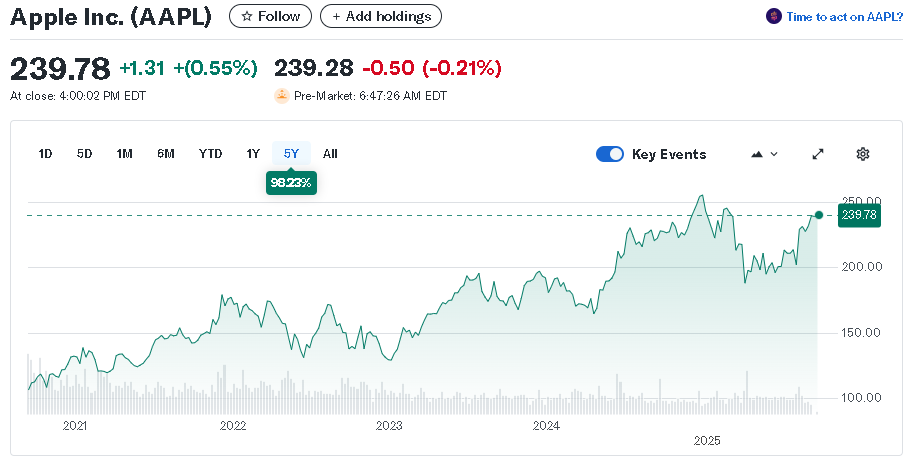 Apple Inc. (AAPL) ☆ Follow + Add holdings Time to act on AAPL?
239.78 +1.31 +(0.55%) 239.28 -0.50 (-0.21%)
At close: 4:00:02 PM EDT Pre-Market: 6:47:26 AM EDT
1D 5D 1M 6M YTD 1Y 5Y All Key Events
98.23%
250.00
239.78
200.00
150.00
100.00
2021 2022 2023 2024 2025